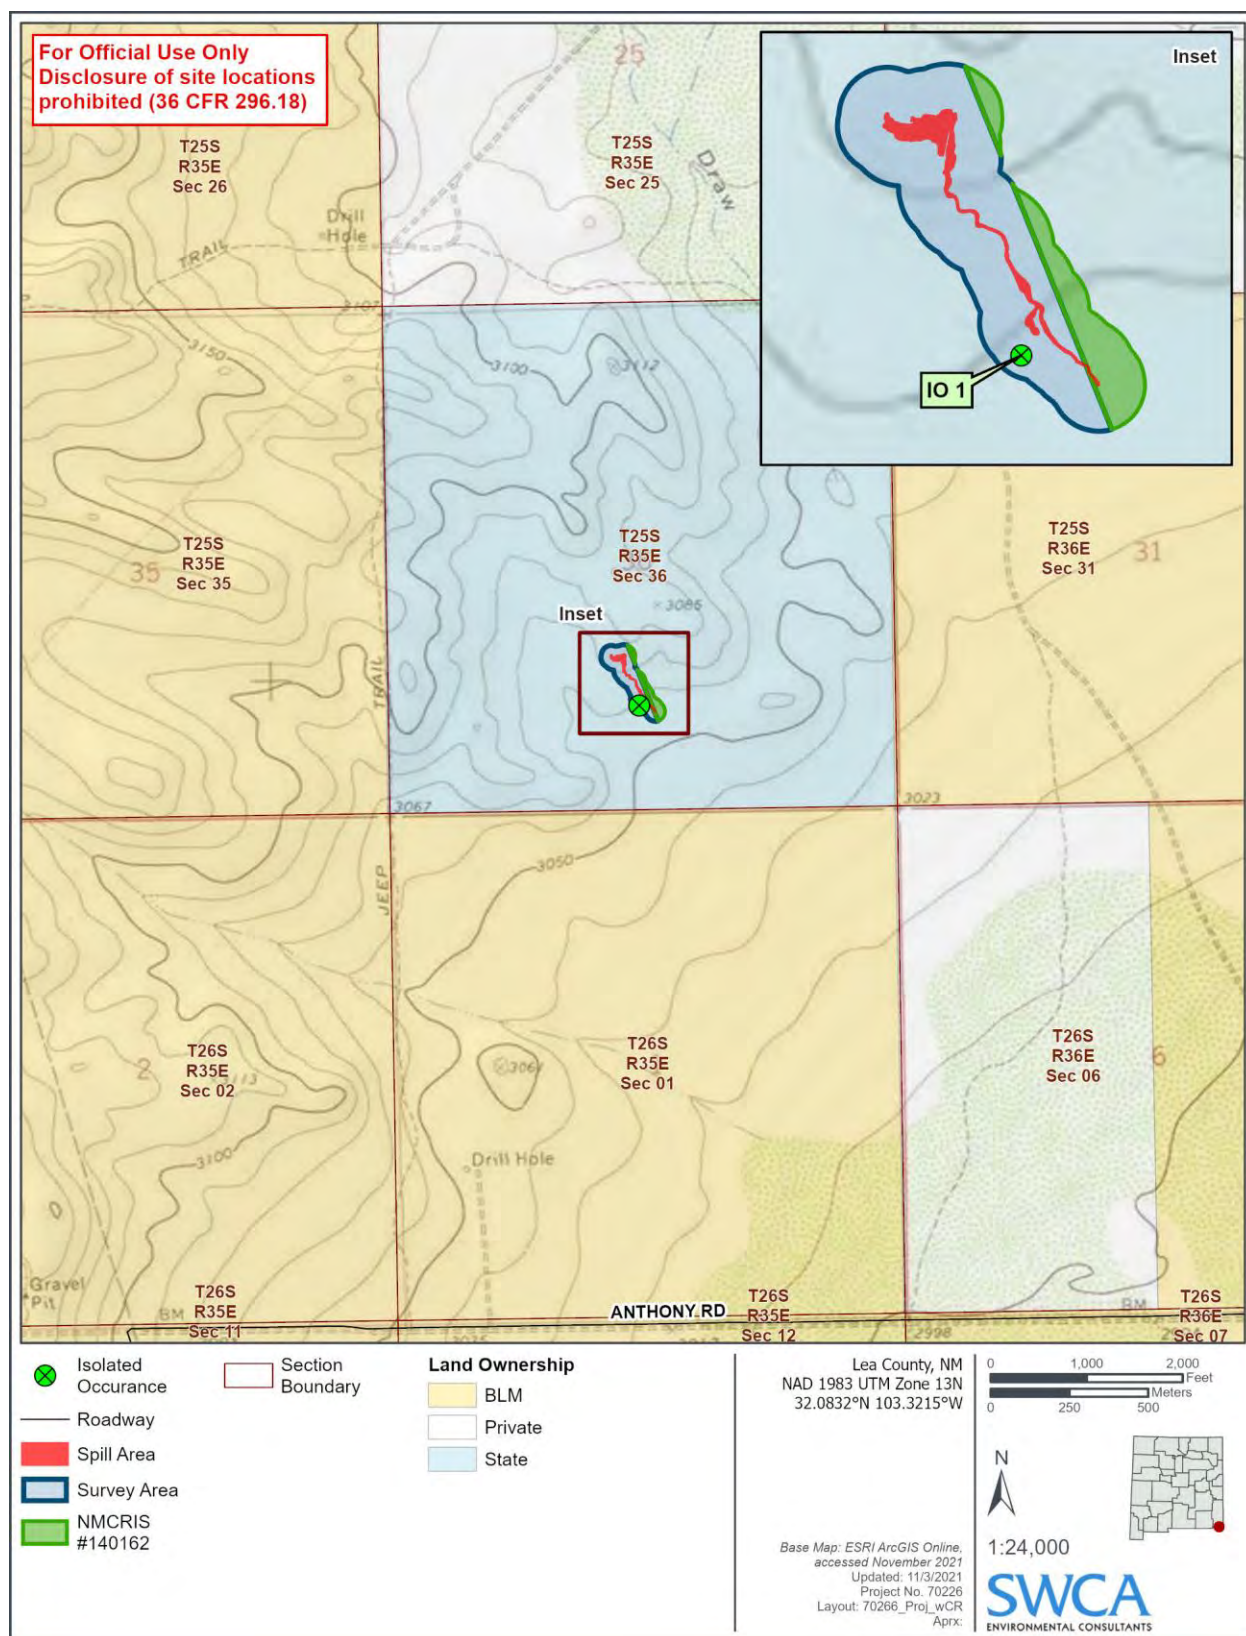 For Official Use Only
Disclosure of site locations
prohibited (36 CFR 296.18)
Inset
25
T25S
R35E
Sec 26
T25S
R35E
Sec 25
Draw
Drill
Hole
TRAIL
3107
3150
3100
3112
IO 1
T25S
R35E
Sec 35
35
T25S
R35E
Sec 36
T25S
R36E
Sec 31
31
3086
Inset
TRAIL
3067
3023
3050
JEEP
T26S
R35E
Sec 02
2
3113
3061
T26S
R35E
Sec 01
T26S
R36E
Sec 06
6
3100
Drill Hole
Gravel
Pit
T26S
R35E
Sec 11
BM
ANTHONY RD
T26S
R35E
Sec 12
BM
T26S
R36E
Sec 07
2998
Isolated
Occurance
Section
Boundary
Roadway
Spill Area
Survey Area
NMCRIS
#140162
Land Ownership
BLM
Private
State
Lea County, NM
NAD 1983 UTM Zone 13N
32.0832°N 103.3215°W
Base Map: ESRI ArcGIS Online,
accessed November 2021
Updated: 11/3/2021
Project No. 70226
Layout: 70266_Proj_wCR
Aprx:
0 1,000 2,000
Feet
Meters
0 250 500
N
1:24,000
SWCA
ENVIRONMENTAL CONSULTANTS